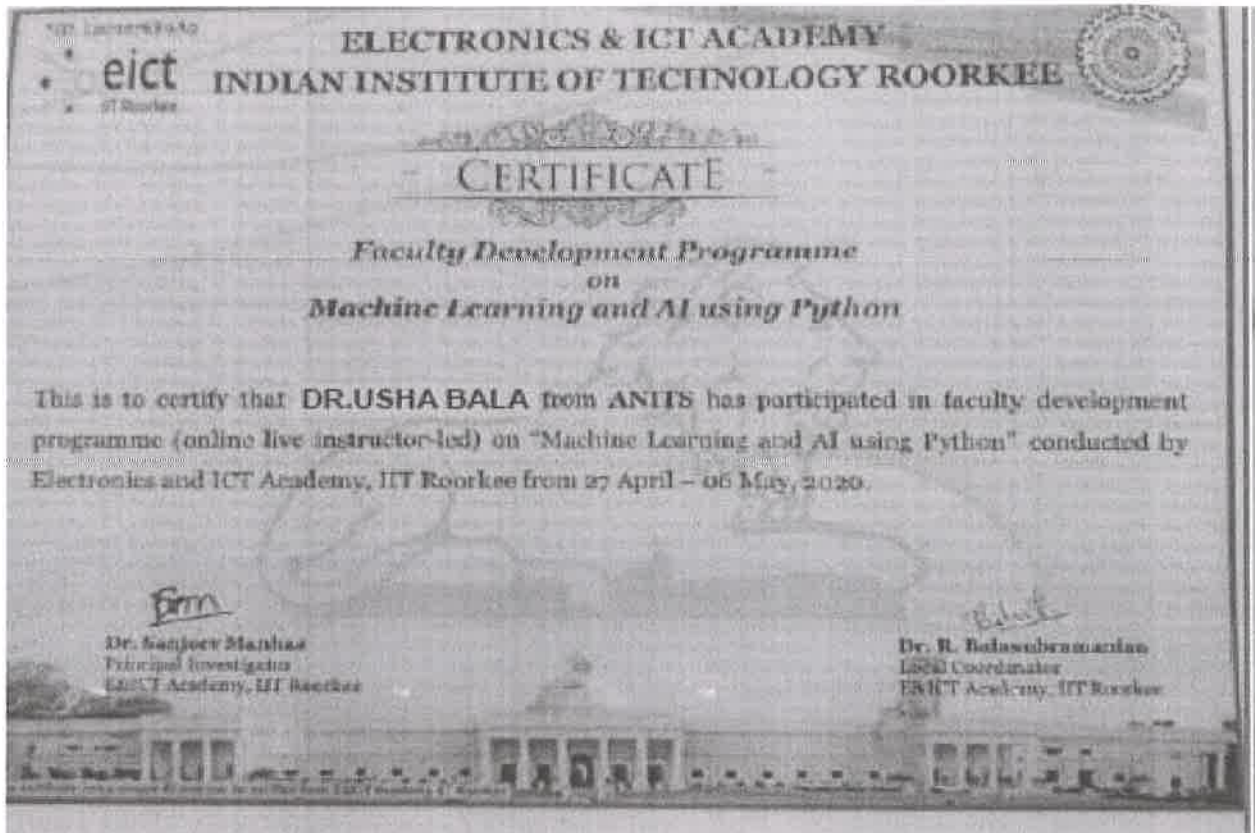 eict
IIT Roorkee
ELECTRONICS & ICT ACADEMY
INDIAN INSTITUTE OF TECHNOLOGY ROORKEE
CERTIFICATE
Faculty Development Programme
on
Machine Learning and AI using Python
This is to certify that DR.USHA BALA from ANITS has participated in faculty development
programme (online live instructor-led) on "Machine Learning and AI using Python" conducted by
Electronics and ICT Academy, IIT Roorkee from 27 April – 06 May, 2020.
Dr. Sanjeev Manhas
Principal Investigator
E&ICT Academy, IIT Roorkee
Dr. R. Balasubramanian
Local Coordinator
E&ICT Academy, IIT Roorkee